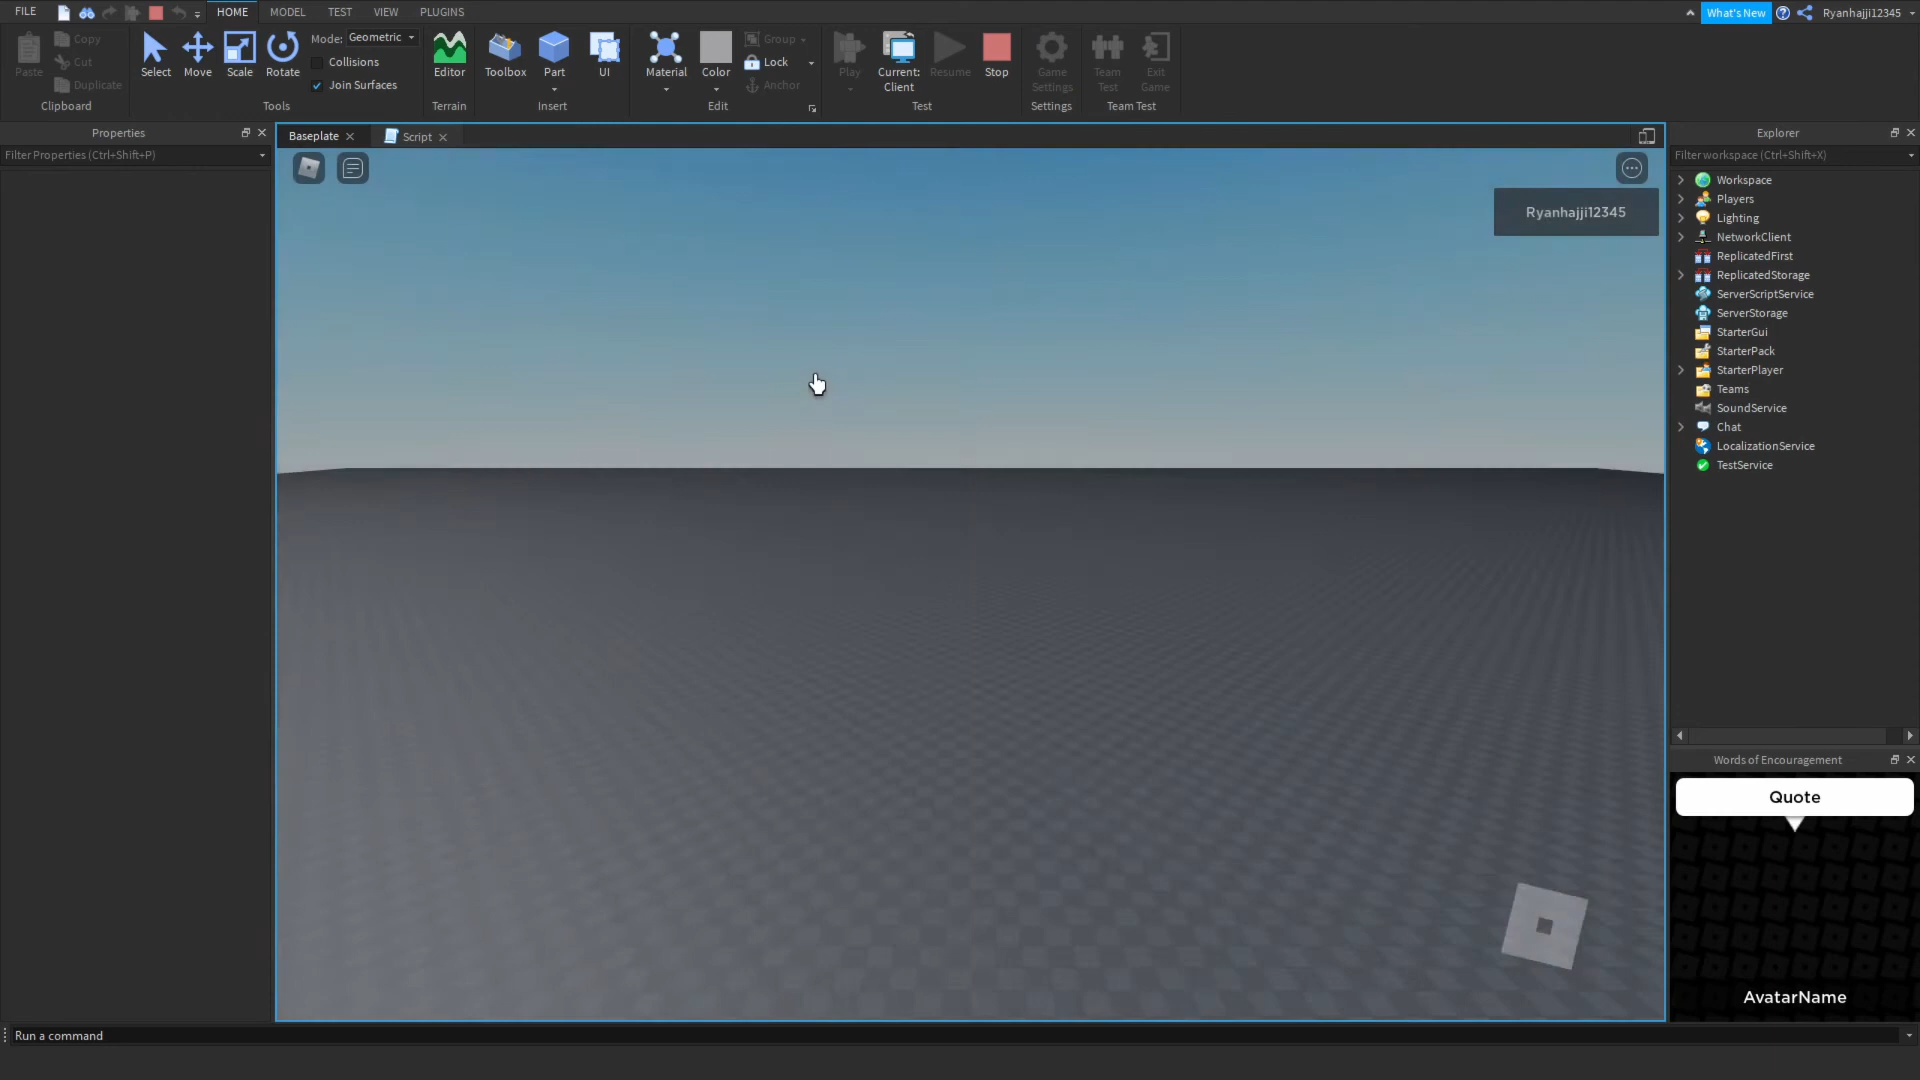 FILE HOME MODEL TEST VIEW PLUGINS What's New Ryanhajji12345
Paste Copy Cut Duplicate Clipboard
Select Move Scale Rotate Mode: Geometric Collisions Join Surfaces Tools
Editor Terrain
Toolbox Part UI Insert
Material Color Group Lock Anchor Edit
Play Current: Client Resume Stop Test
Game Settings Settings
Team Test Exit Game Team Test
Properties
Filter Properties (Ctrl+Shift+P)
Baseplate Script
Ryanhajji12345
Explorer
Filter workspace (Ctrl+Shift+X)
Workspace
Players
Lighting
NetworkClient
ReplicatedFirst
ReplicatedStorage
ServerScriptService
ServerStorage
StarterGui
StarterPack
StarterPlayer
Teams
SoundService
Chat
LocalizationService
TestService
Words of Encouragement
Quote
AvatarName
Run a command